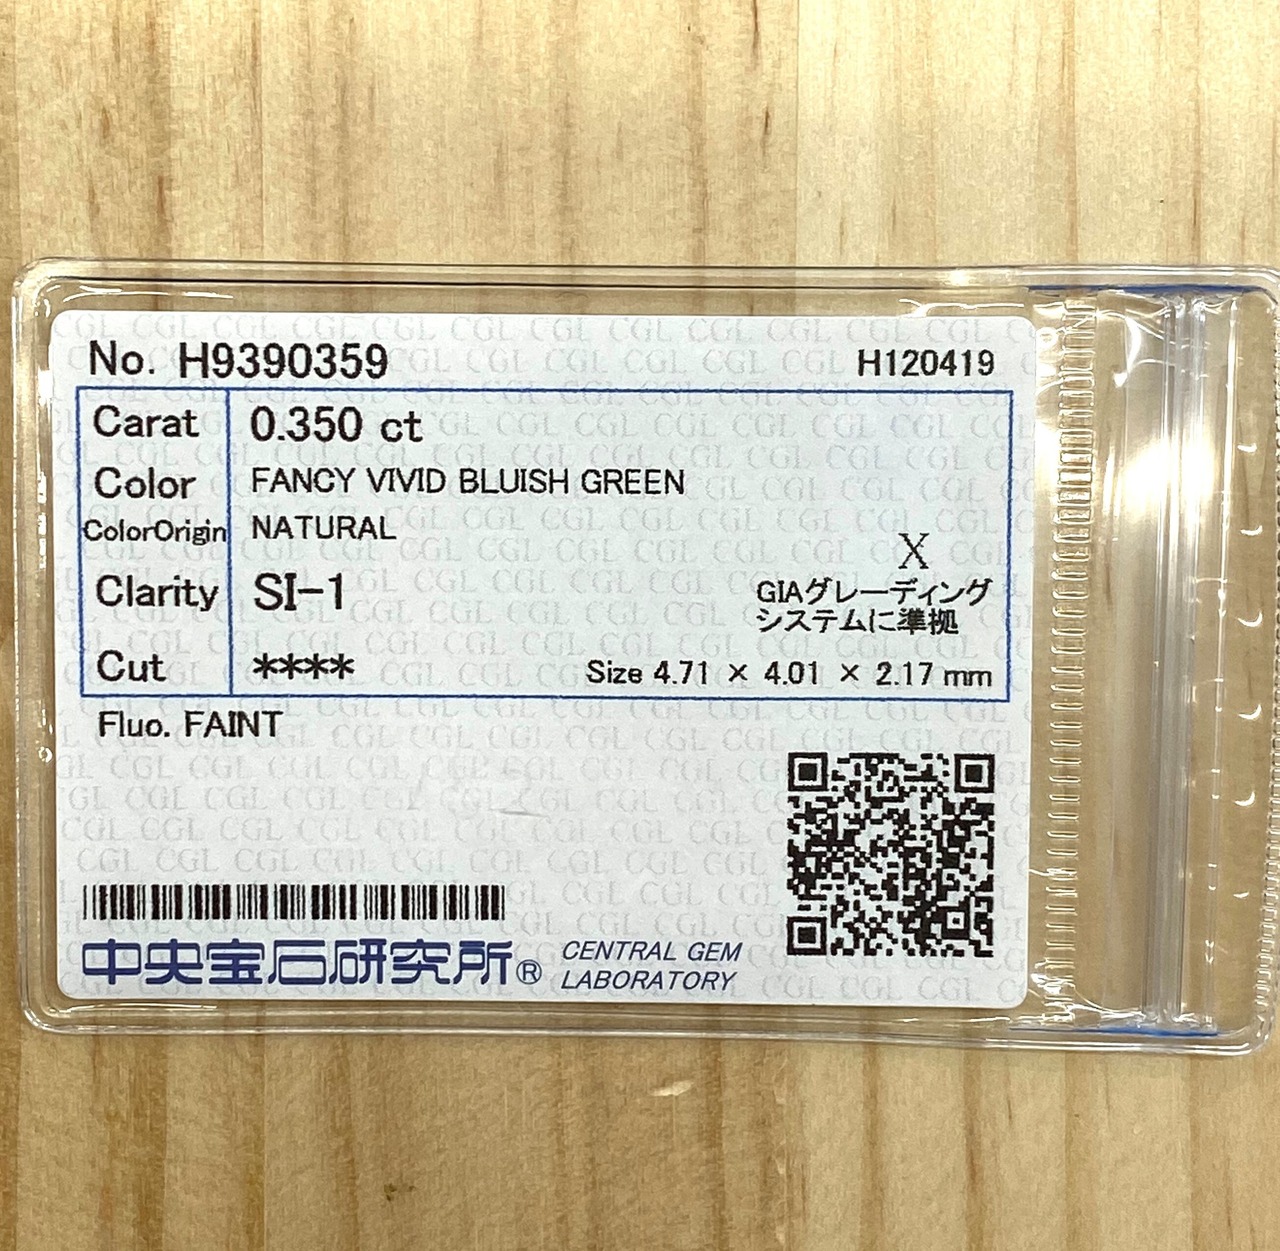 No. H9390359 H120419
Carat 0.350 ct
Color FANCY VIVID BLUISH GREEN
ColorOrigin NATURAL
X
Clarity SI-1 GIAグレーディング
システムに準拠
Cut **** Size 4.71 × 4.01 × 2.17 mm
Fluo. FAINT
中央宝石研究所® CENTRAL GEM
LABORATORY